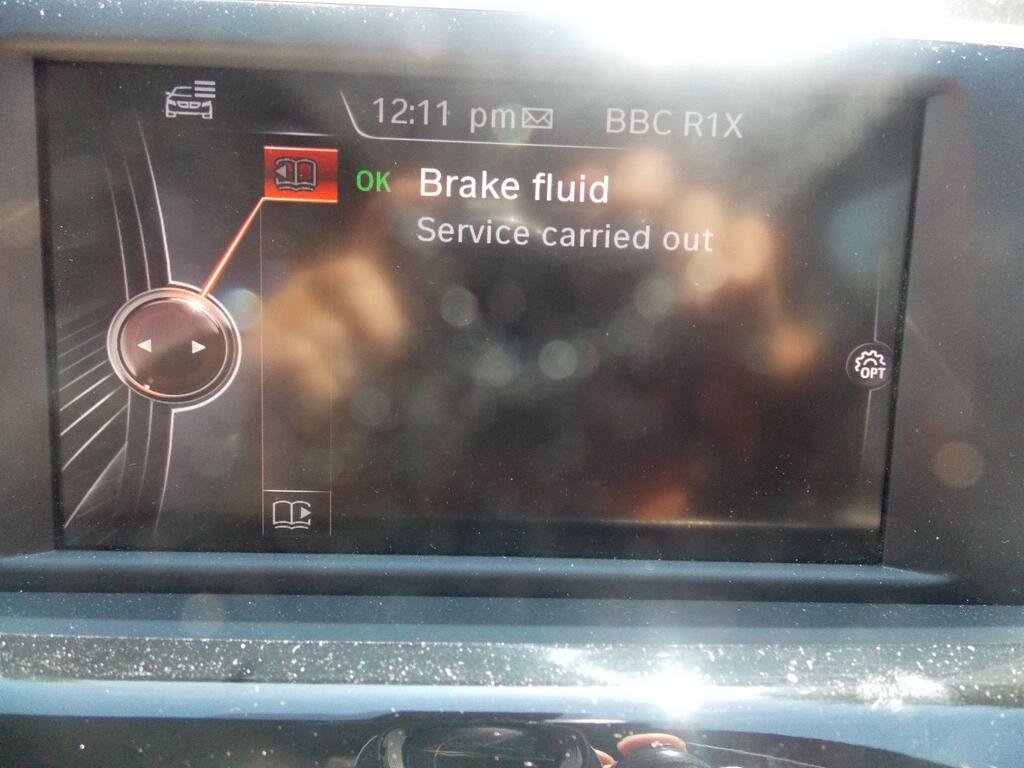 12:11 pm BBC R1X
OK Brake fluid
Service carried out
OPT